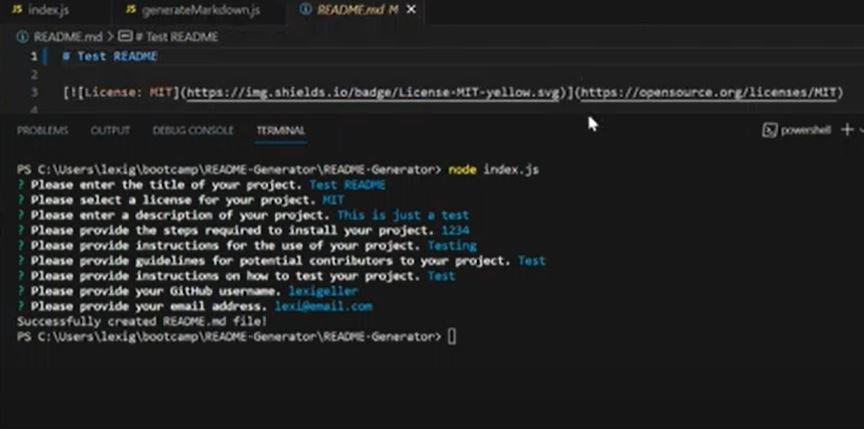 JS index.js JS generateMarkdown.js README.md M
README.md > # Test README
1 # Test README
2
3 [![License: MIT](https://img.shields.io/badge/License-MIT-yellow.svg)](https://opensource.org/licenses/MIT)
4
PROBLEMS OUTPUT DEBUG CONSOLE TERMINAL powershell
PS C:\Users\lexig\bootcamp\README-Generator\README-Generator> node index.js
? Please enter the title of your project. Test README
? Please select a license for your project. MIT
? Please enter a description of your project. This is just a test
? Please provide the steps required to install your project. 1234
? Please provide instructions for the use of your project. Testing
? Please provide guidelines for potential contributors to your project. Test
? Please provide instructions on how to test your project. Test
? Please provide your GitHub username. lexigeller
? Please provide your email address. lexi@email.com
Successfully created README.md file!
PS C:\Users\lexig\bootcamp\README-Generator\README-Generator>